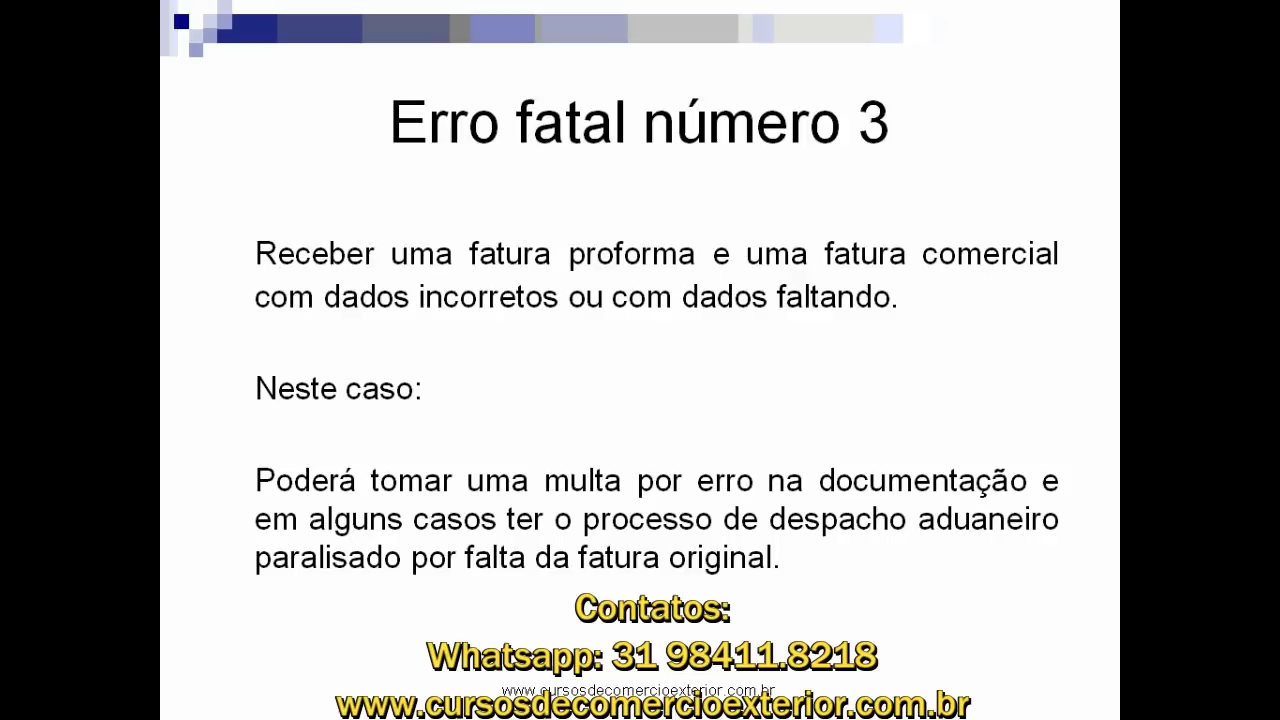 Erro fatal número 3
Receber uma fatura proforma e uma fatura comercial
com dados incorretos ou com dados faltando.
Neste caso:
Poderá tomar uma multa por erro na documentação e
em alguns casos ter o processo de despacho aduaneiro
paralisado por falta da fatura original.
Contatos:
Whatsapp: 31 98411.8218
www.cursosdecomercioexterior.com.br
www.cursosdecomercioexterior.com.br